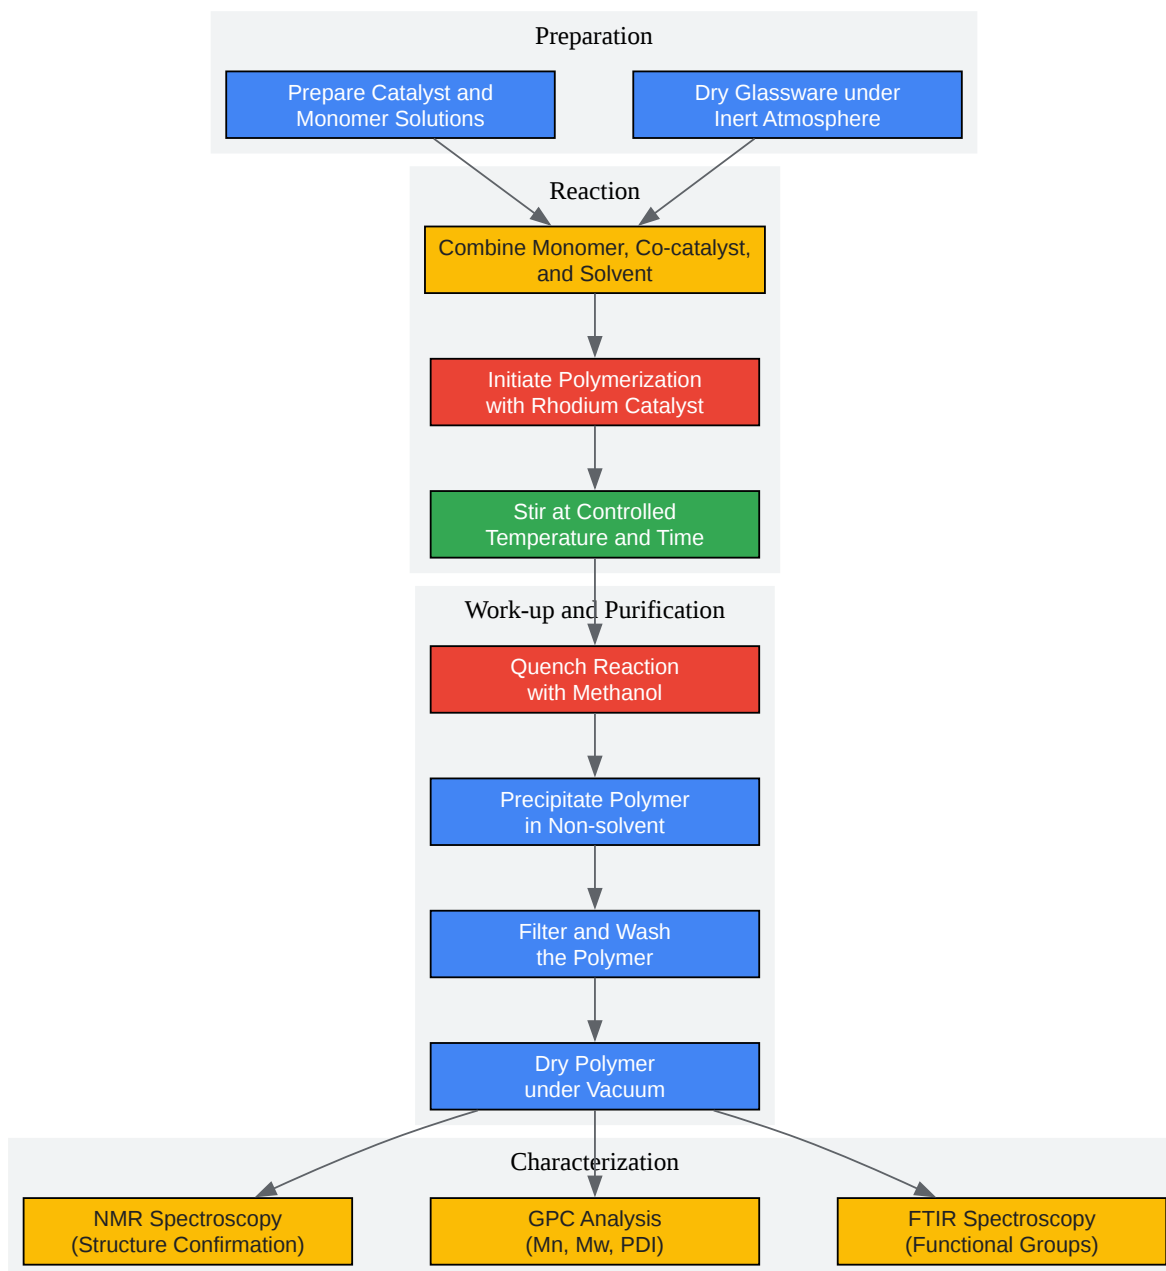 Preparation
Prepare Catalyst and
Monomer Solutions
Dry Glassware under
Inert Atmosphere
Reaction
Combine Monomer, Co-catalyst,
and Solvent
Initiate Polymerization
with Rhodium Catalyst
Stir at Controlled
Temperature and Time
Work-up and Purification
Quench Reaction
with Methanol
Precipitate Polymer
in Non-solvent
Filter and Wash
the Polymer
Dry Polymer
under Vacuum
Characterization
NMR Spectroscopy
(Structure Confirmation)
GPC Analysis
(Mn, Mw, PDI)
FTIR Spectroscopy
(Functional Groups)